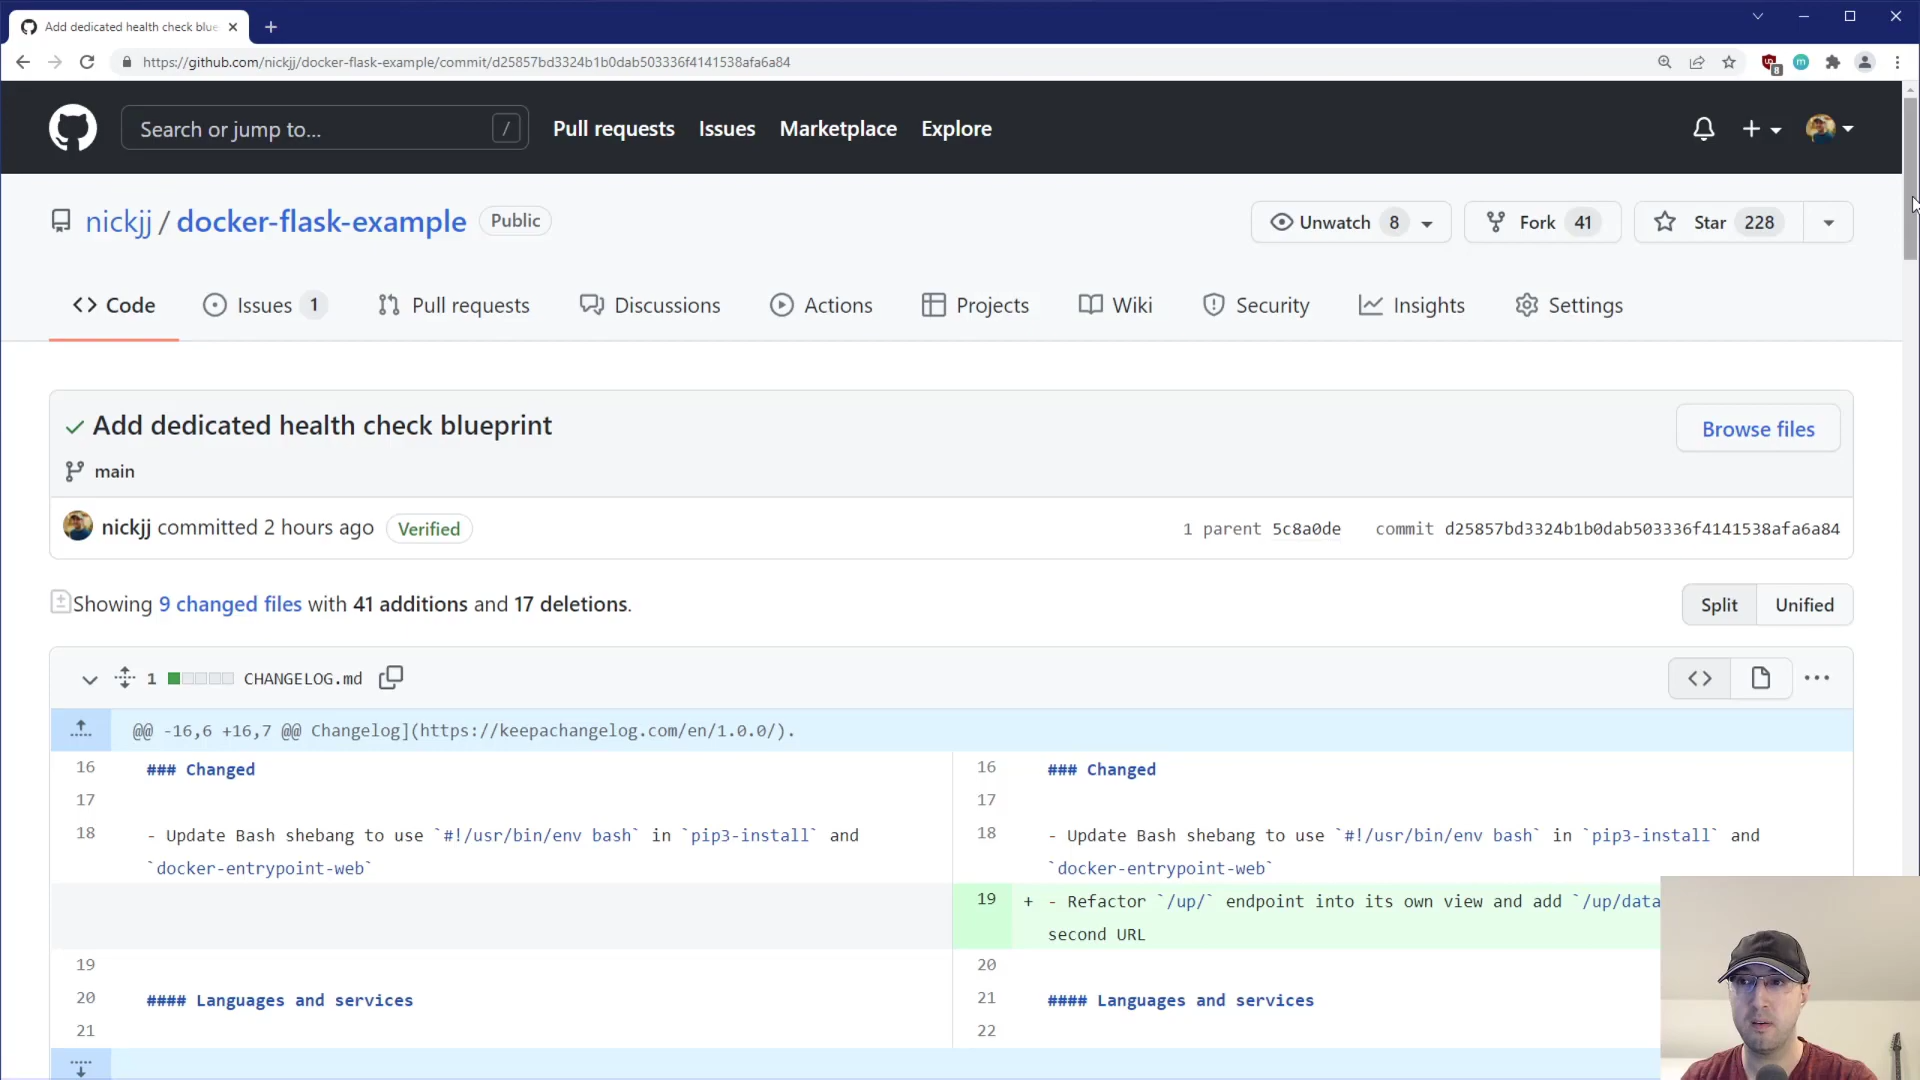 Add dedicated health check blue
https://github.com/nickjj/docker-flask-example/commit/d25857bd3324b1b0dab503336f4141538afa6a84
8
m
Search or jump to...
/
Pull requests
Issues
Marketplace
Explore
nickjj / docker-flask-example
Public
Unwatch 8
Fork 41
Star 228
Code
Issues 1
Pull requests
Discussions
Actions
Projects
Wiki
Security
Insights
Settings
Add dedicated health check blueprint
Browse files
main
nickjj committed 2 hours ago
Verified
1 parent 5c8a0de
commit d25857bd3324b1b0dab503336f4141538afa6a84
Showing 9 changed files with 41 additions and 17 deletions.
Split
Unified
1
CHANGELOG.md
@@ -16,6 +16,7 @@ Changelog](https://keepachangelog.com/en/1.0.0/).
16 ### Changed
17
18 - Update Bash shebang to use `#!/usr/bin/env bash` in `pip3-install` and
`docker-entrypoint-web`
19
20 #### Languages and services
21
16 ### Changed
17
18 - Update Bash shebang to use `#!/usr/bin/env bash` in `pip3-install` and
`docker-entrypoint-web`
19 + - Refactor `/up/` endpoint into its own view and add `/up/data
second URL
20
21 #### Languages and services
22